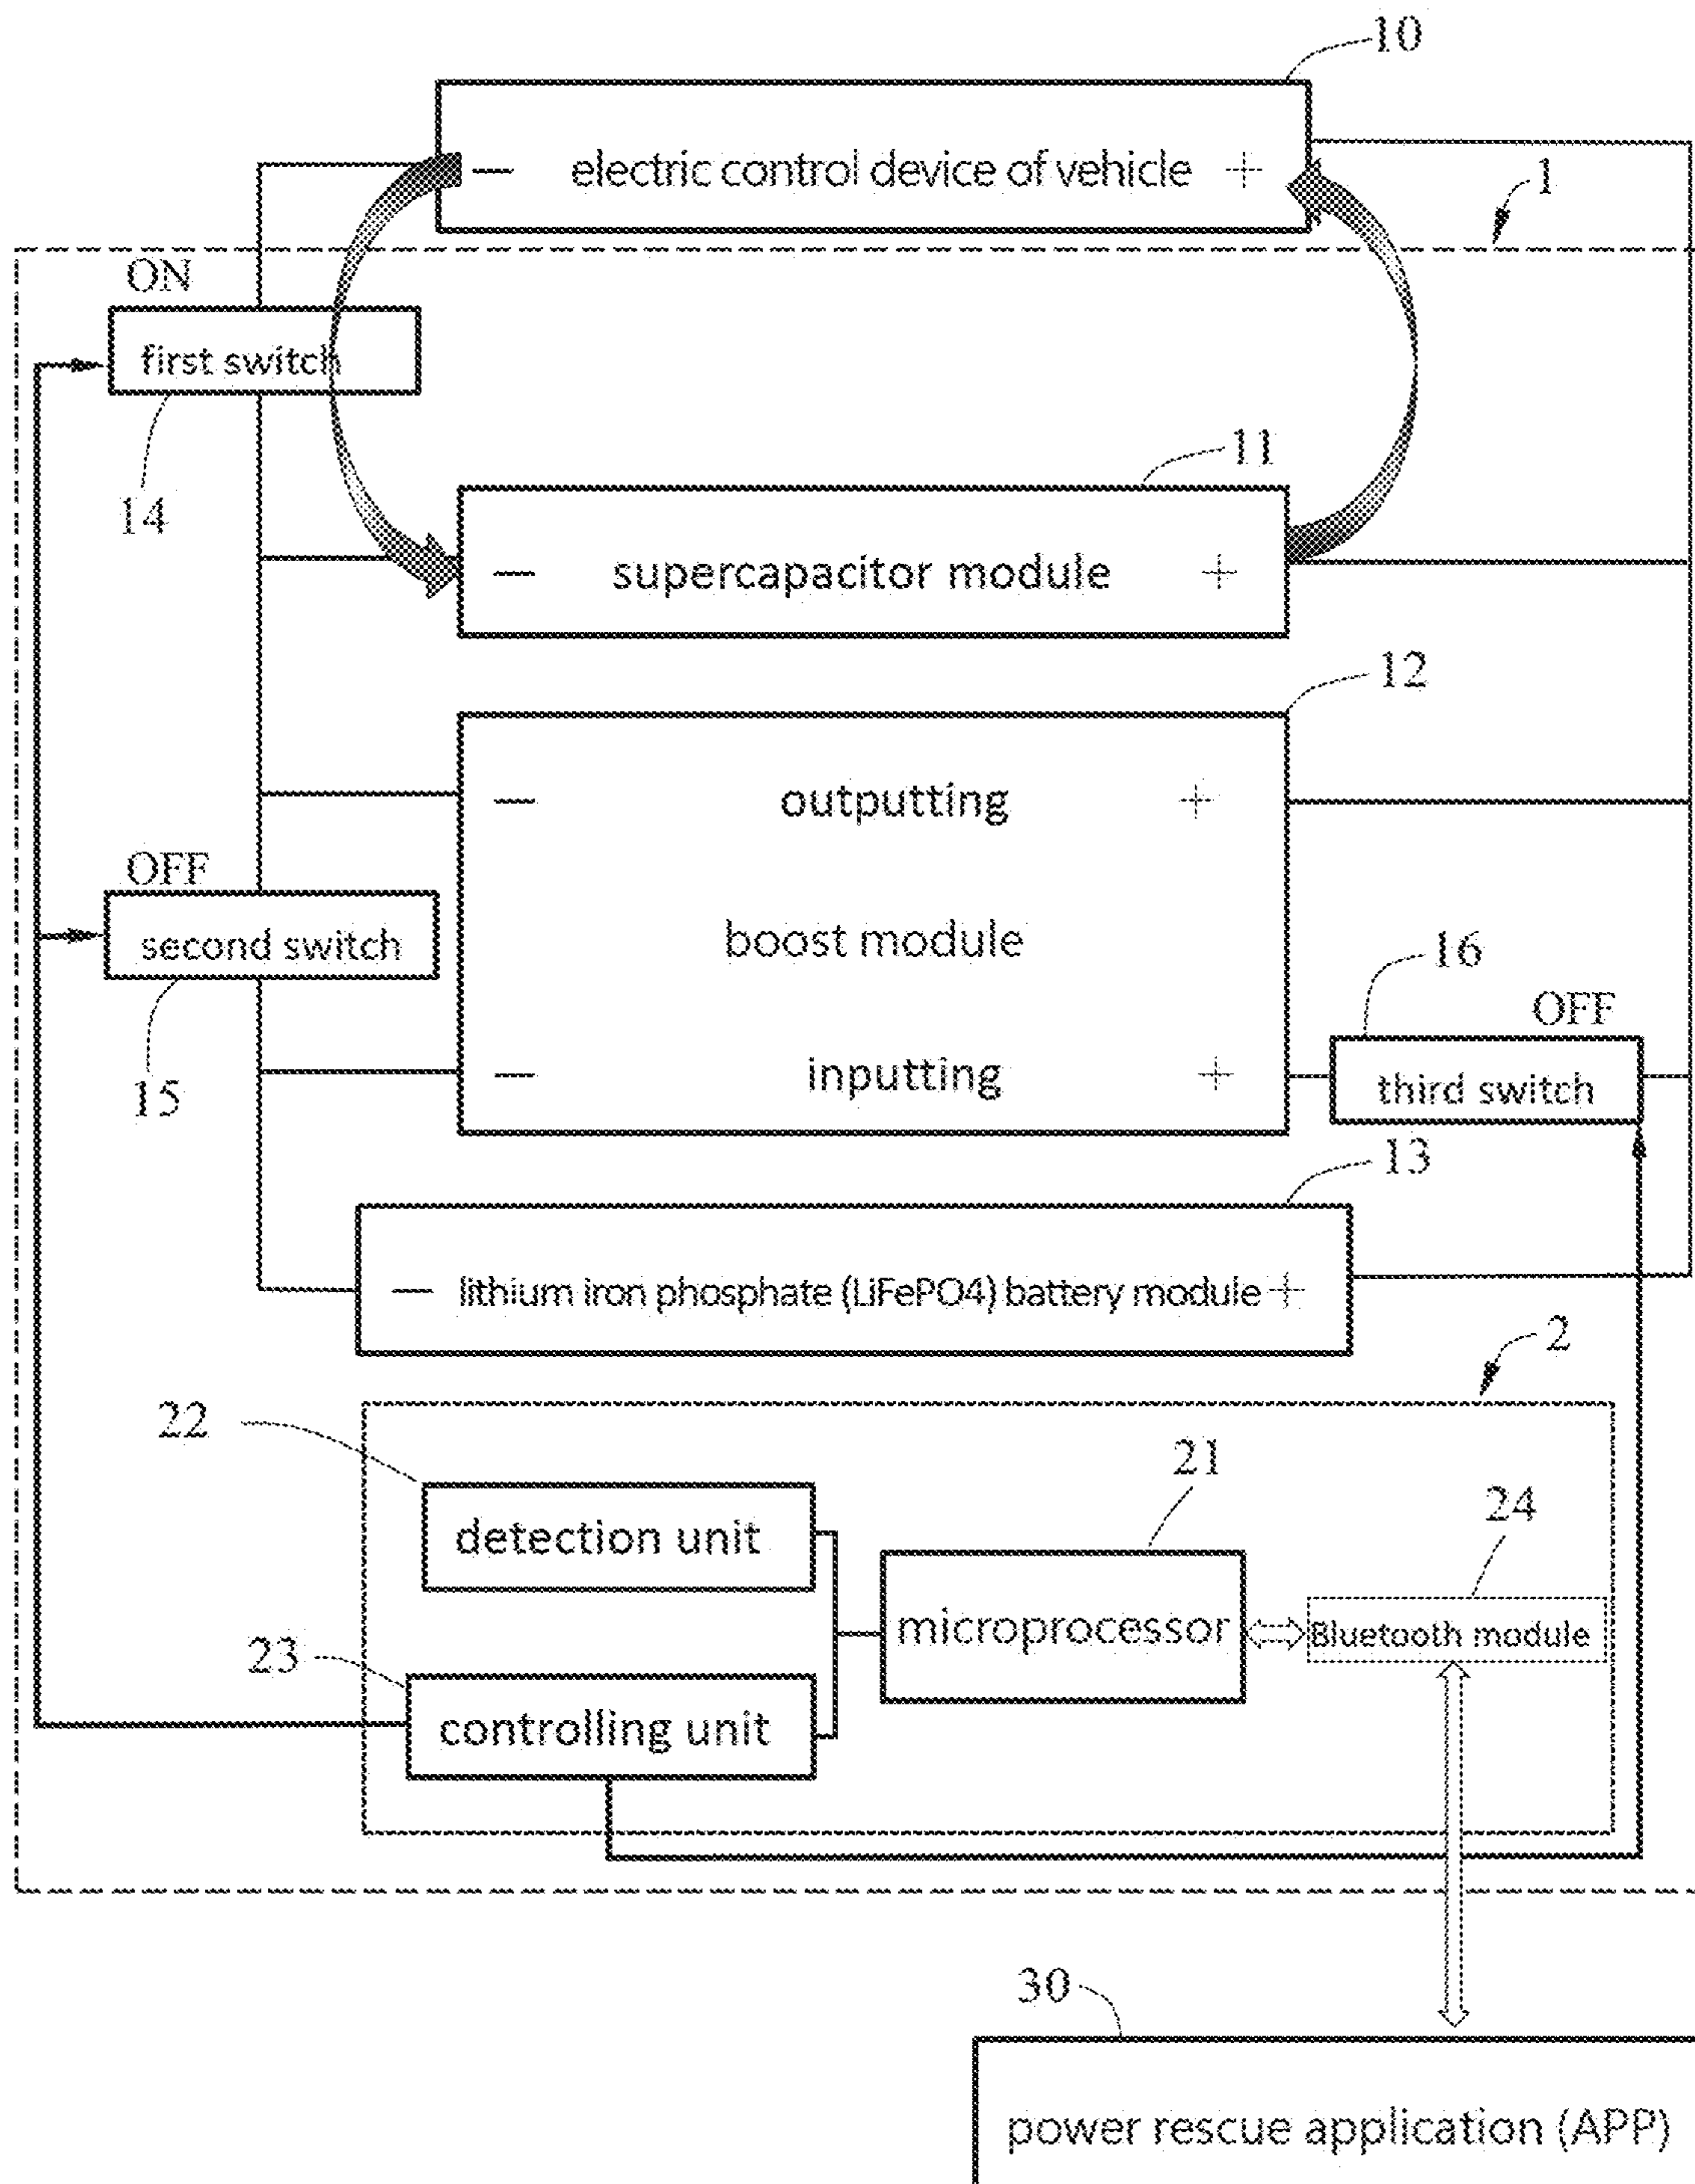 10
— electric control device of vehicle +
1
ON
first switch
14
11
— supercapacitor module +
12
— outputting +
OFF
second switch
boost module
16
OFF
15
— inputting +
third switch
13
— lithium iron phosphate (LiFePO4) battery module +
2
22
21
detection unit
24
microprocessor
Bluetooth module
23
controlling unit
30
power rescue application (APP)